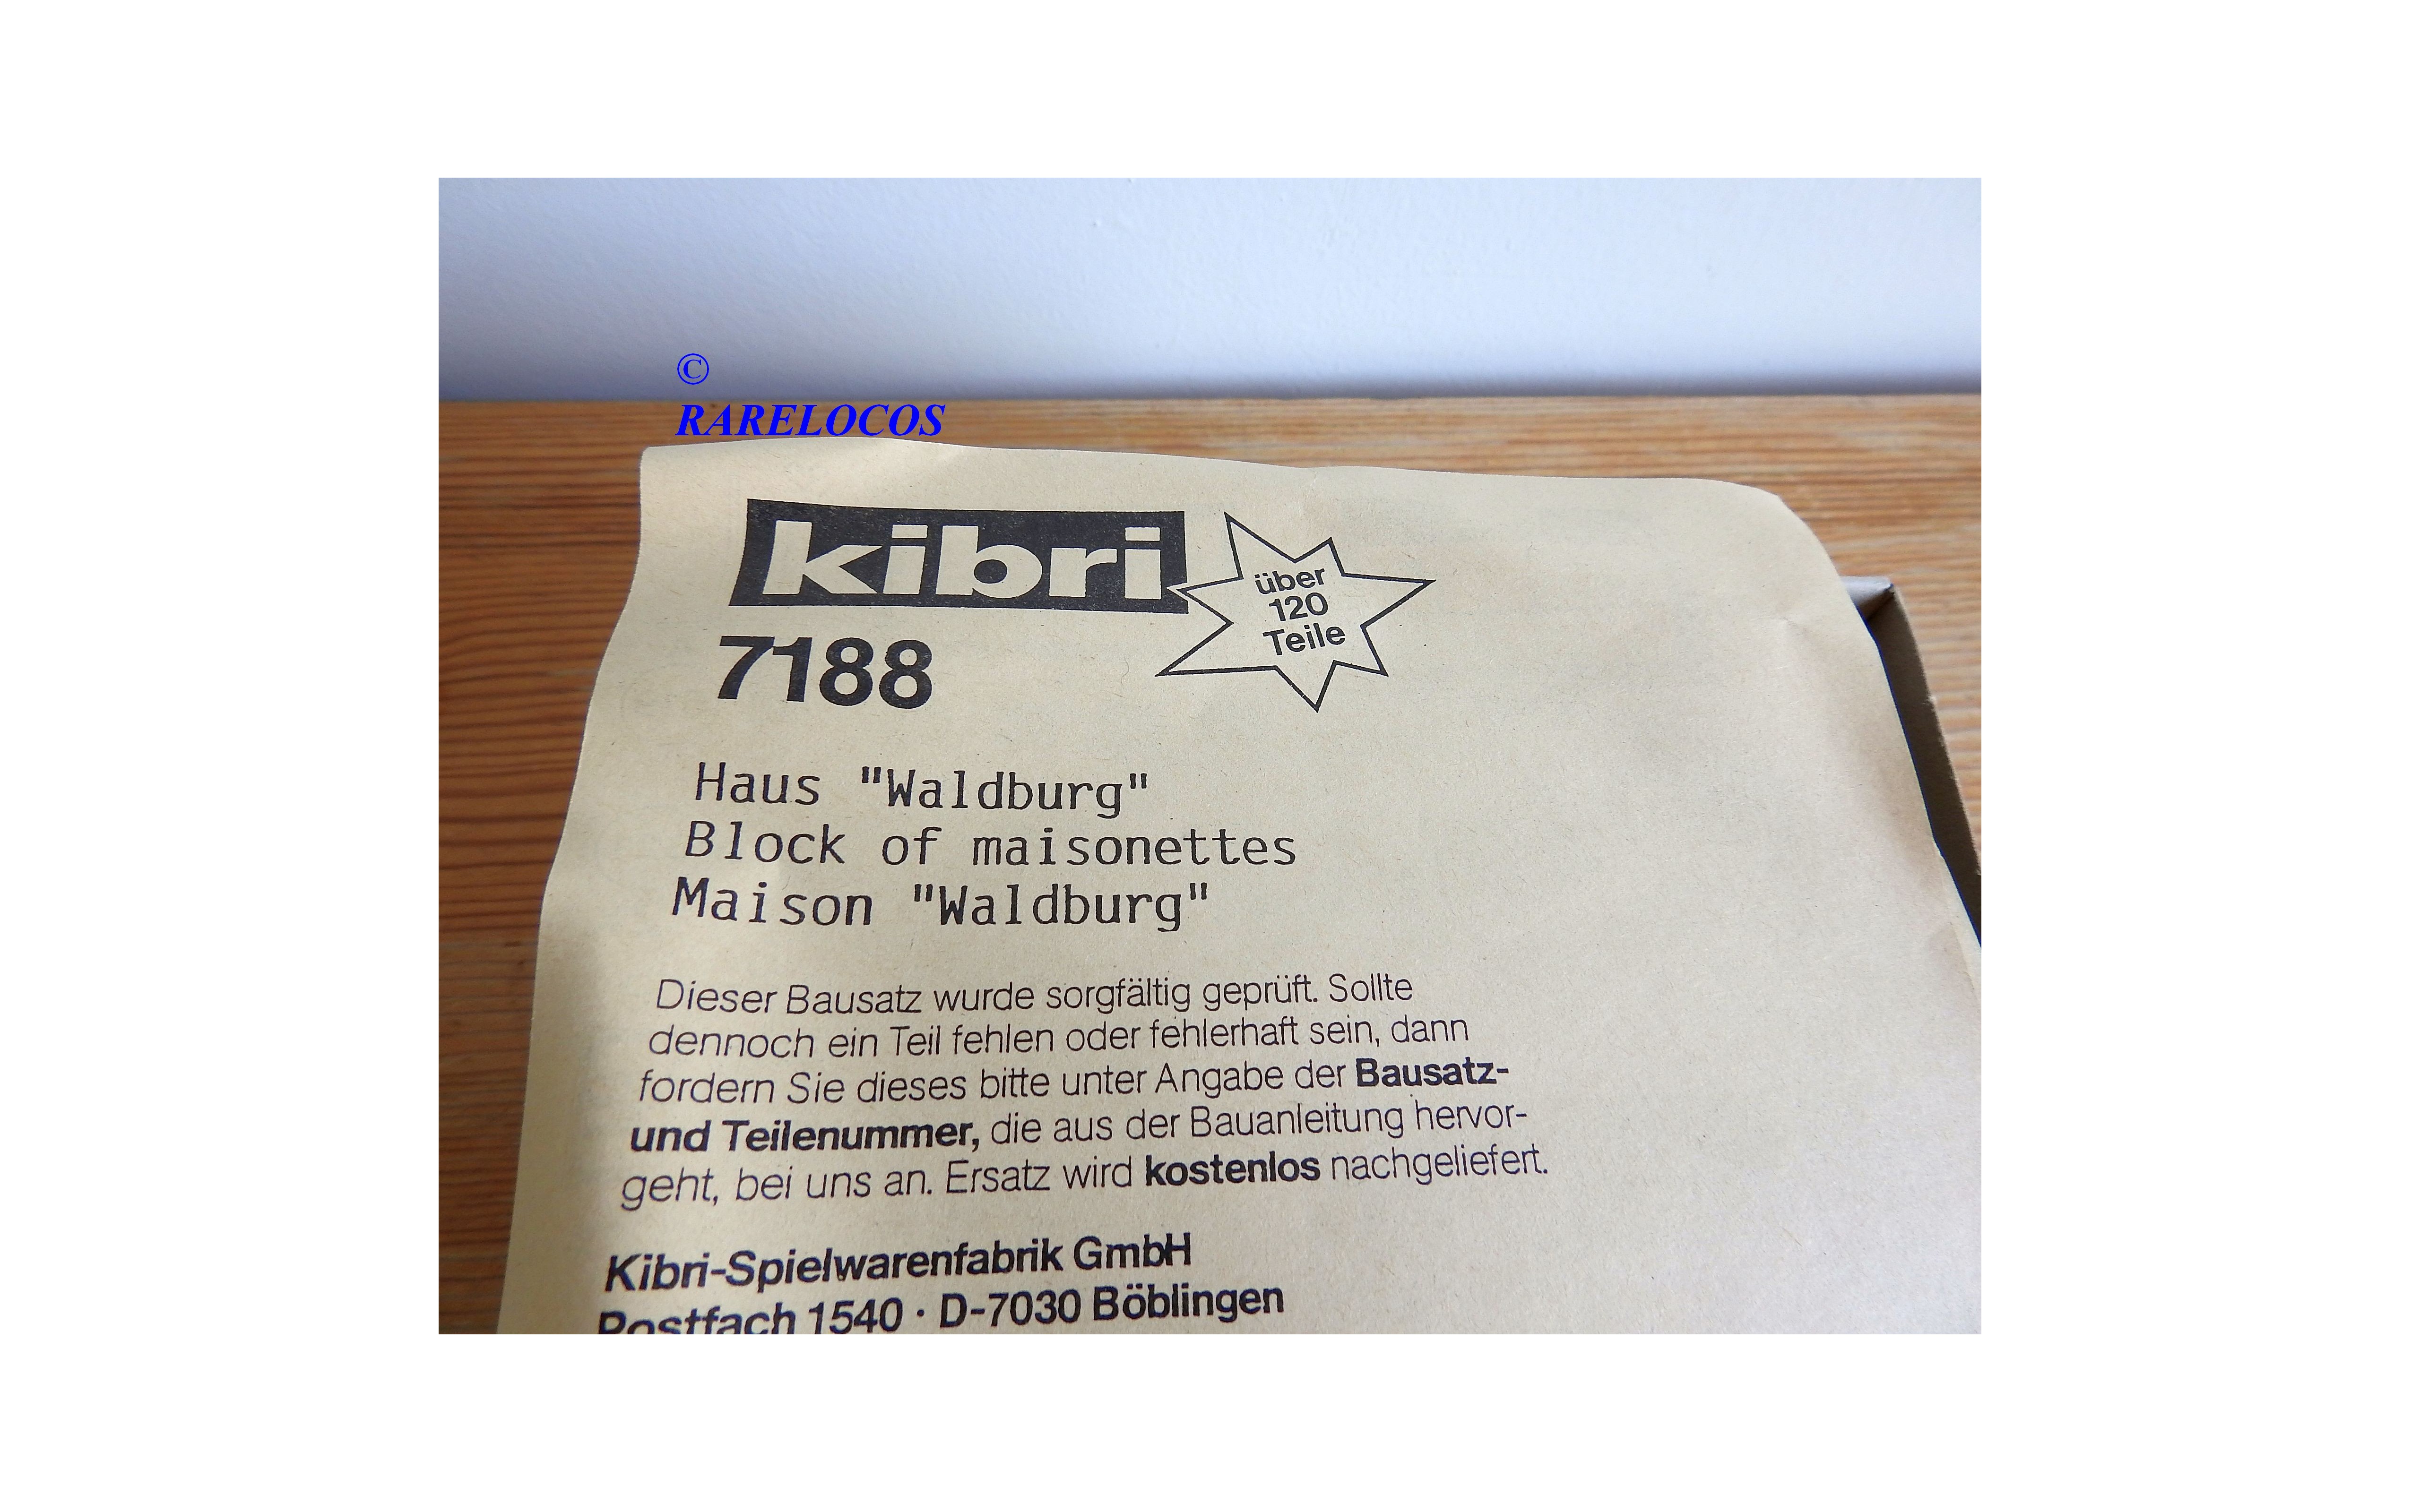 ©
RARELOCOS
kibri
über
120
Teile
7188
Haus "Waldburg"
Block of maisonettes
Maison "Waldburg"
Dieser Bausatz wurde sorgfältig geprüft. Sollte
dennoch ein Teil fehlen oder fehlerhaft sein, dann
fordern Sie dieses bitte unter Angabe der Bausatz-
und Teilenummer, die aus der Bauanleitung hervor-
geht, bei uns an. Ersatz wird kostenlos nachgeliefert.
Kibri-Spielwarenfabrik GmbH
Postfach 1540 · D-7030 Böblingen